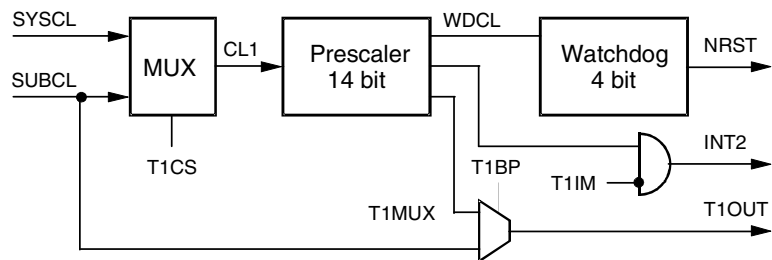 SYSCL
SUBCL
MUX
CL1
Prescaler
14 bit
WDCL
Watchdog
4 bit
NRST
T1CS
T1BP
T1IM
INT2
T1MUX
T1OUT